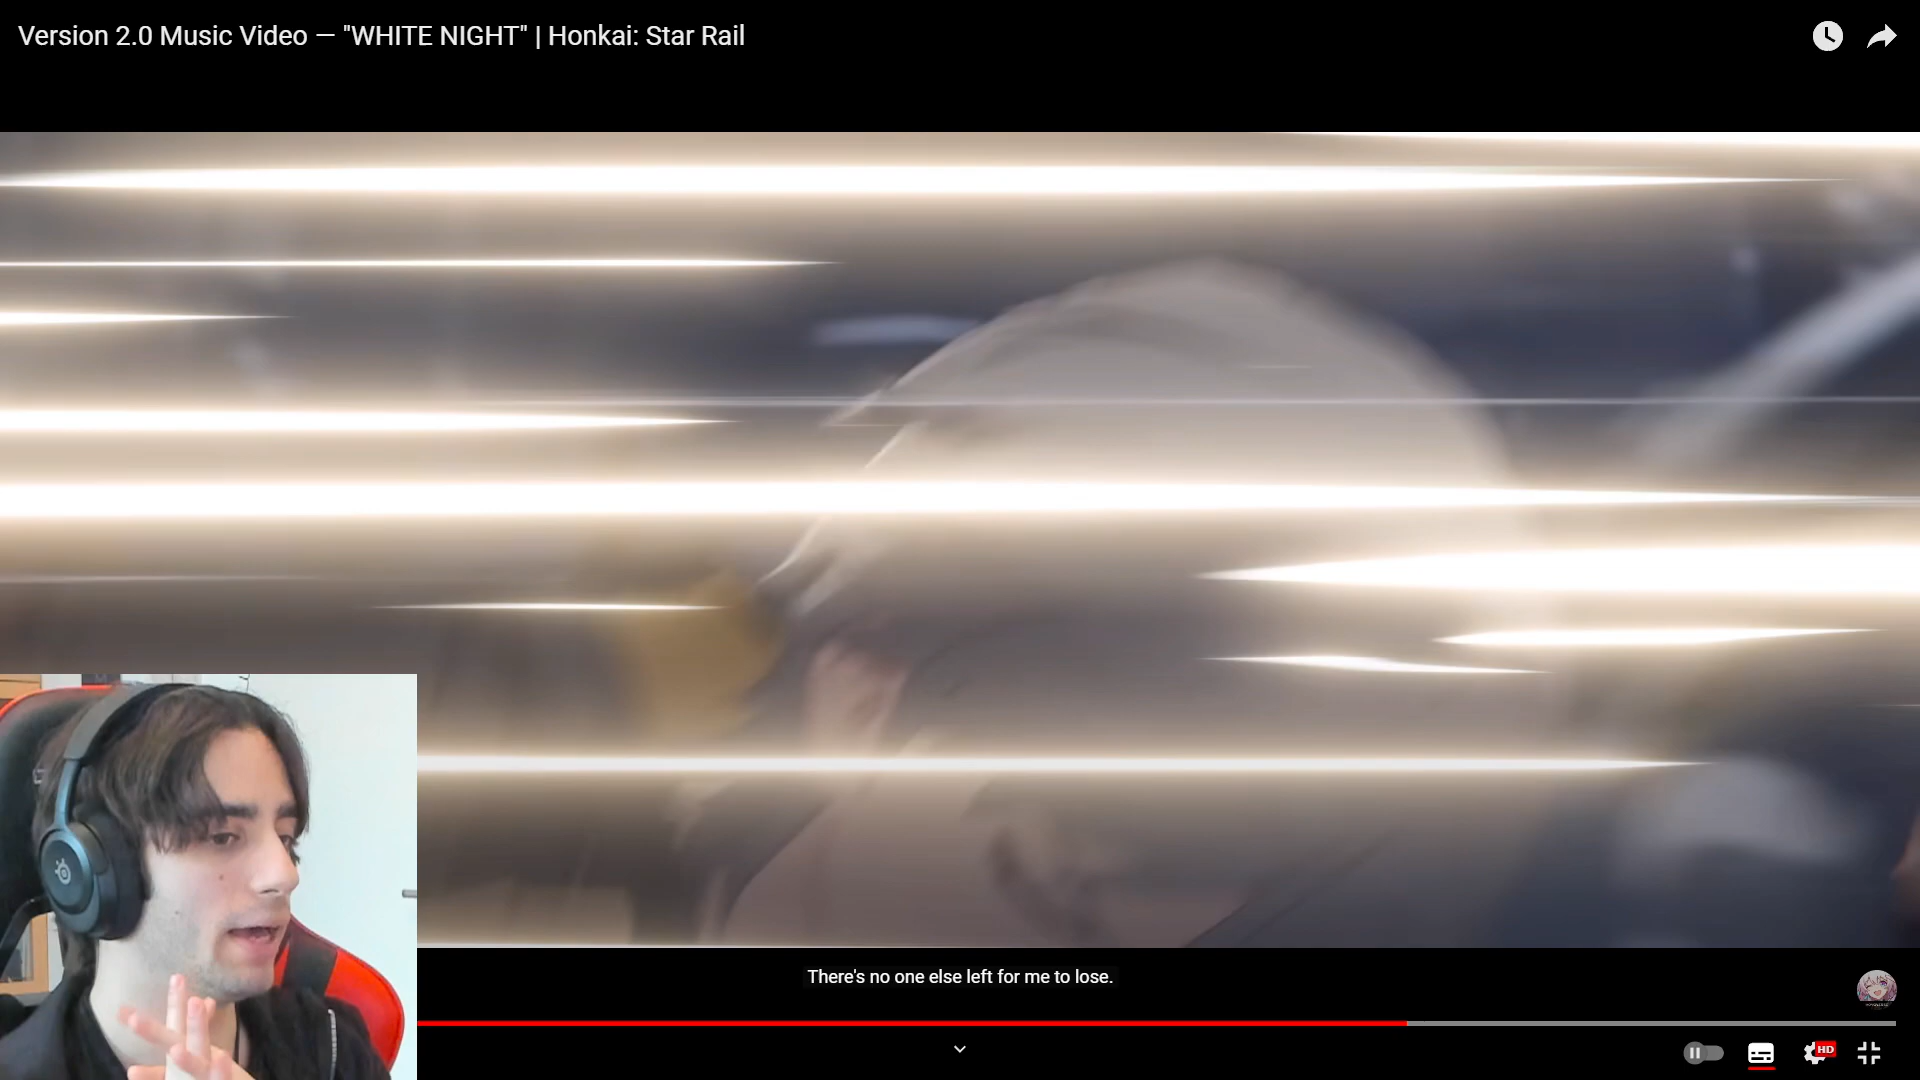 Version 2.0 Music Video — "WHITE NIGHT" | Honkai: Star Rail
There's no one else left for me to lose.
HD